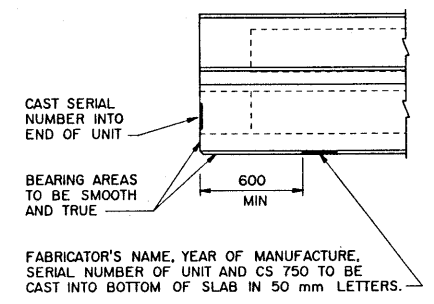 CAST SERIAL
NUMBER INTO
END OF UNIT
BEARING AREAS
TO BE SMOOTH
AND TRUE
600
MIN
FABRICATOR'S NAME, YEAR OF MANUFACTURE,
SERIAL NUMBER OF UNIT AND CS 750 TO BE
CAST INTO BOTTOM OF SLAB IN 50 mm LETTERS.